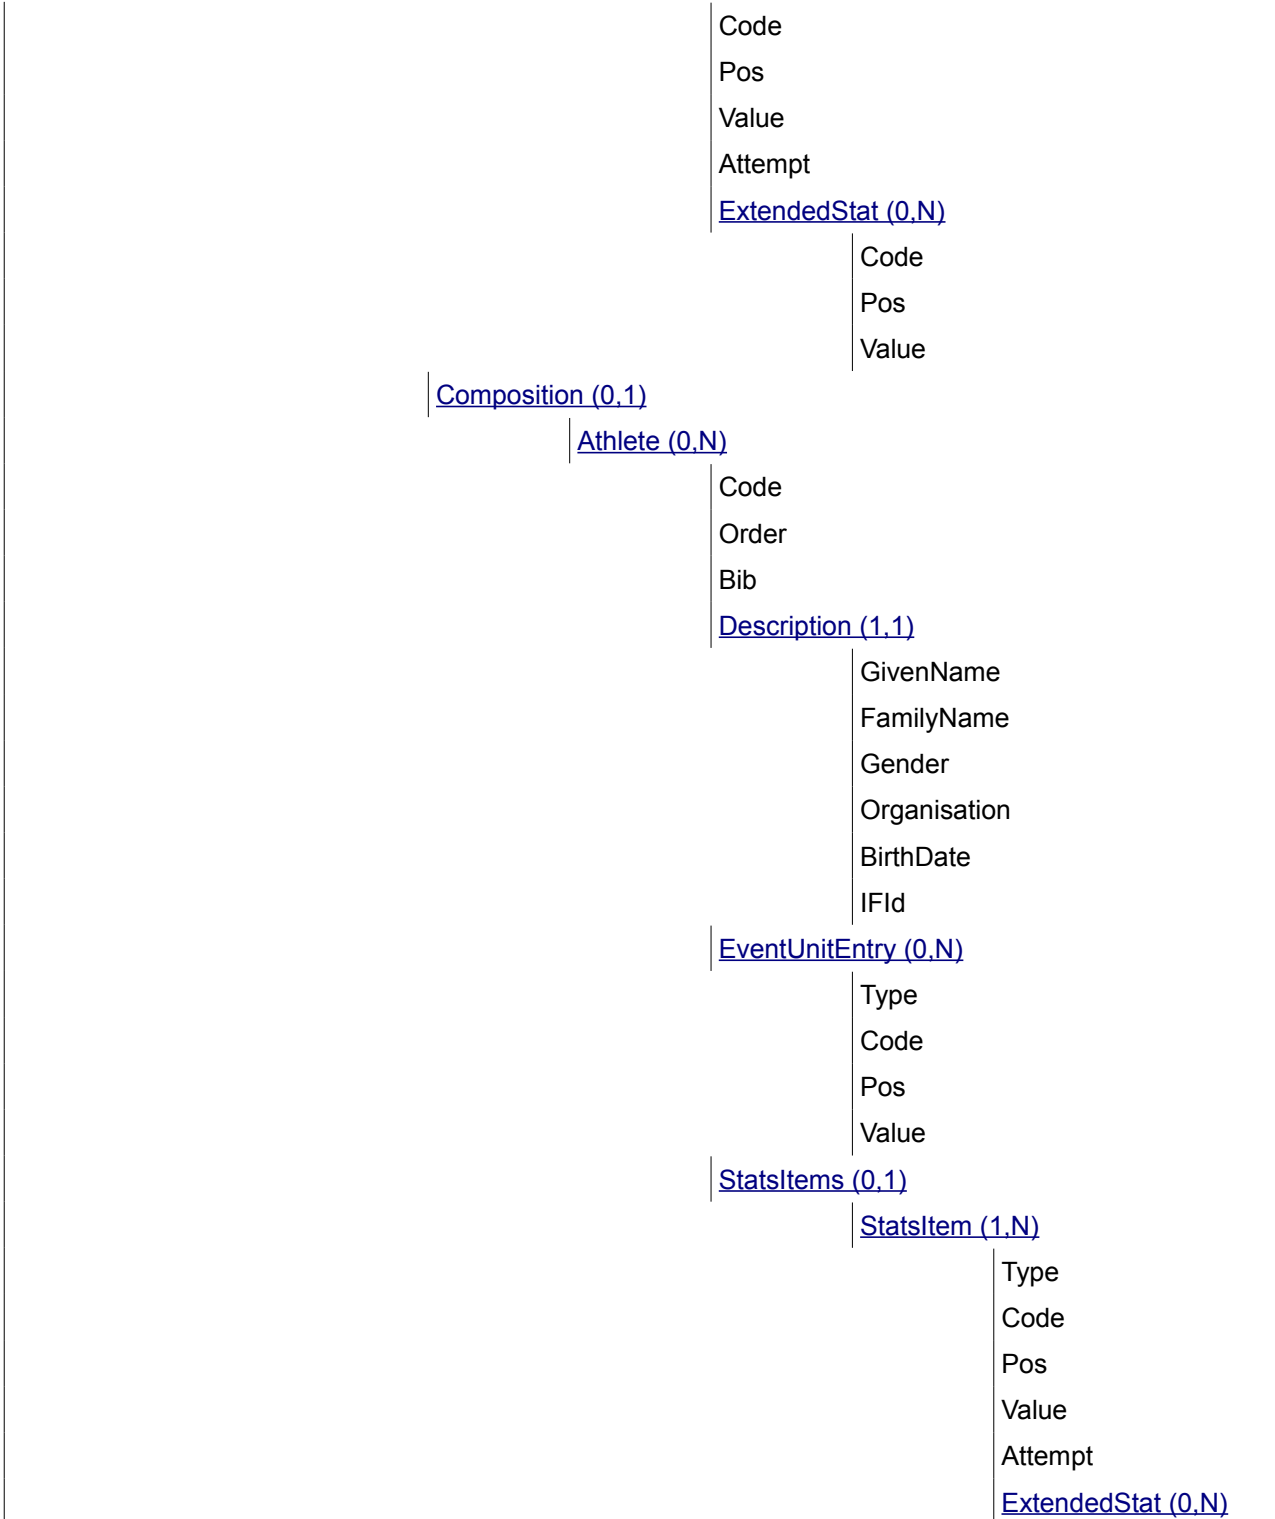 Code
Pos
Value
Attempt
ExtendedStat (0,N)
Code
Pos
Value
Composition (0,1)
Athlete (0,N)
Code
Order
Bib
Description (1,1)
GivenName
FamilyName
Gender
Organisation
BirthDate
IFId
EventUnitEntry (0,N)
Type
Code
Pos
Value
StatsItems (0,1)
StatsItem (1,N)
Type
Code
Pos
Value
Attempt
ExtendedStat (0,N)